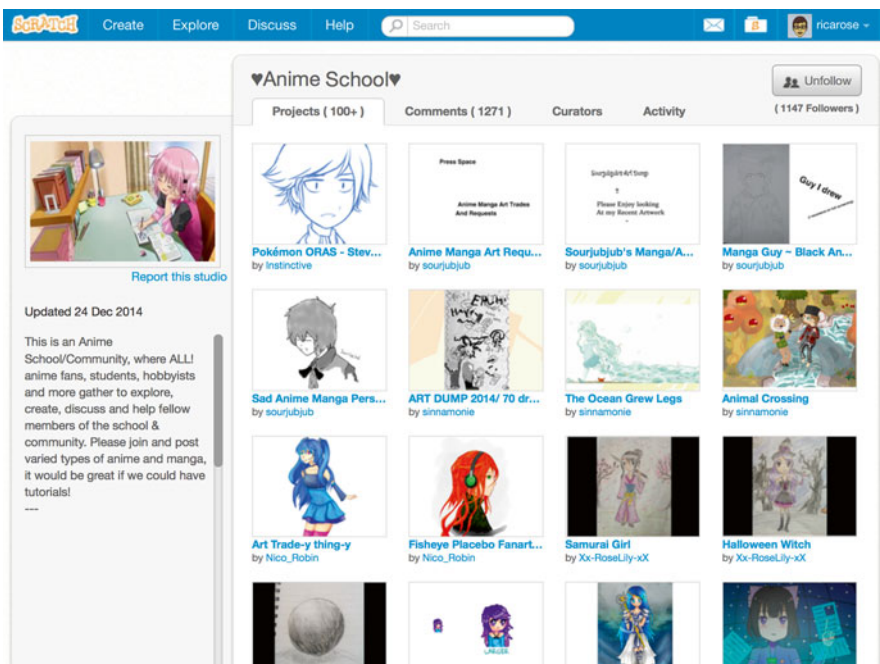 SCRATCH Create Explore Discuss Help Search ricarose
♥Anime School♥
Unfollow
Projects ( 100+ ) Comments ( 1271 ) Curators Activity
( 1147 Followers )
Report this studio
Updated 24 Dec 2014
This is an Anime
School/Community, where ALL!
anime fans, students, hobbyists
and more gather to explore,
create, discuss and help fellow
members of the school &
community. Please join and post
varied types of anime and manga,
it would be great if we could have
tutorials!
---
Press Space
Anime Manga Art Trades
And Requests
Please Enjoy looking
At my Recent Artwork
Guy I drew
Pokémon ORAS - Stev...
by Instinctive
Anime Manga Art Requ...
by sourjubjub
Sourjubjub's Manga/A...
by sourjubjub
Manga Guy ~ Black An...
by sourjubjub
Sad Anime Manga Pers...
by sourjubjub
ART DUMP 2014/ 70 dr...
by sinnamonie
The Ocean Grew Legs
by sinnamonie
Animal Crossing
by sinnamonie
Art Trade-y thing-y
by Nico_Robin
Fisheye Placebo Fanart...
by Nico_Robin
Samurai Girl
by Xx-RoseLily-xX
Halloween Witch
by Xx-RoseLily-xX